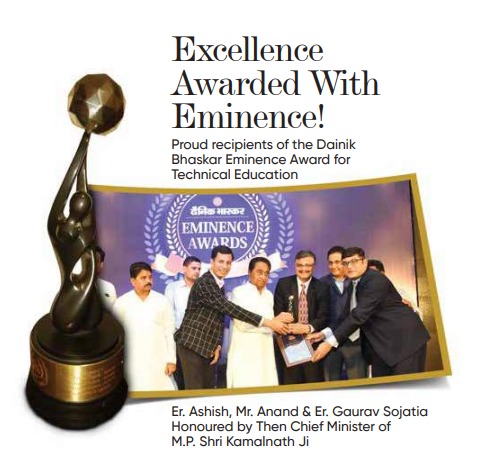 Excellence
Awarded With
Eminence!
Proud recipients of the Dainik
Bhaskar Eminence Award for
Technical Education
दैनिक भास्कर
EMINENCE
AWARDS
Er. Ashish, Mr. Anand & Er. Gaurav Sojatia
Honoured by Then Chief Minister of
M.P. Shri Kamalnath Ji